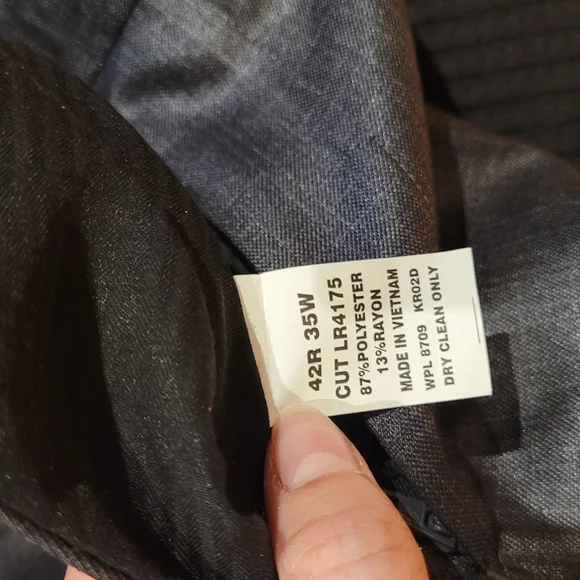 42R 35W
CUT LR4175
87%POLYESTER
13%RAYON
MADE IN VIETNAM
WPL 8709 KR02D
DRY CLEAN ONLY